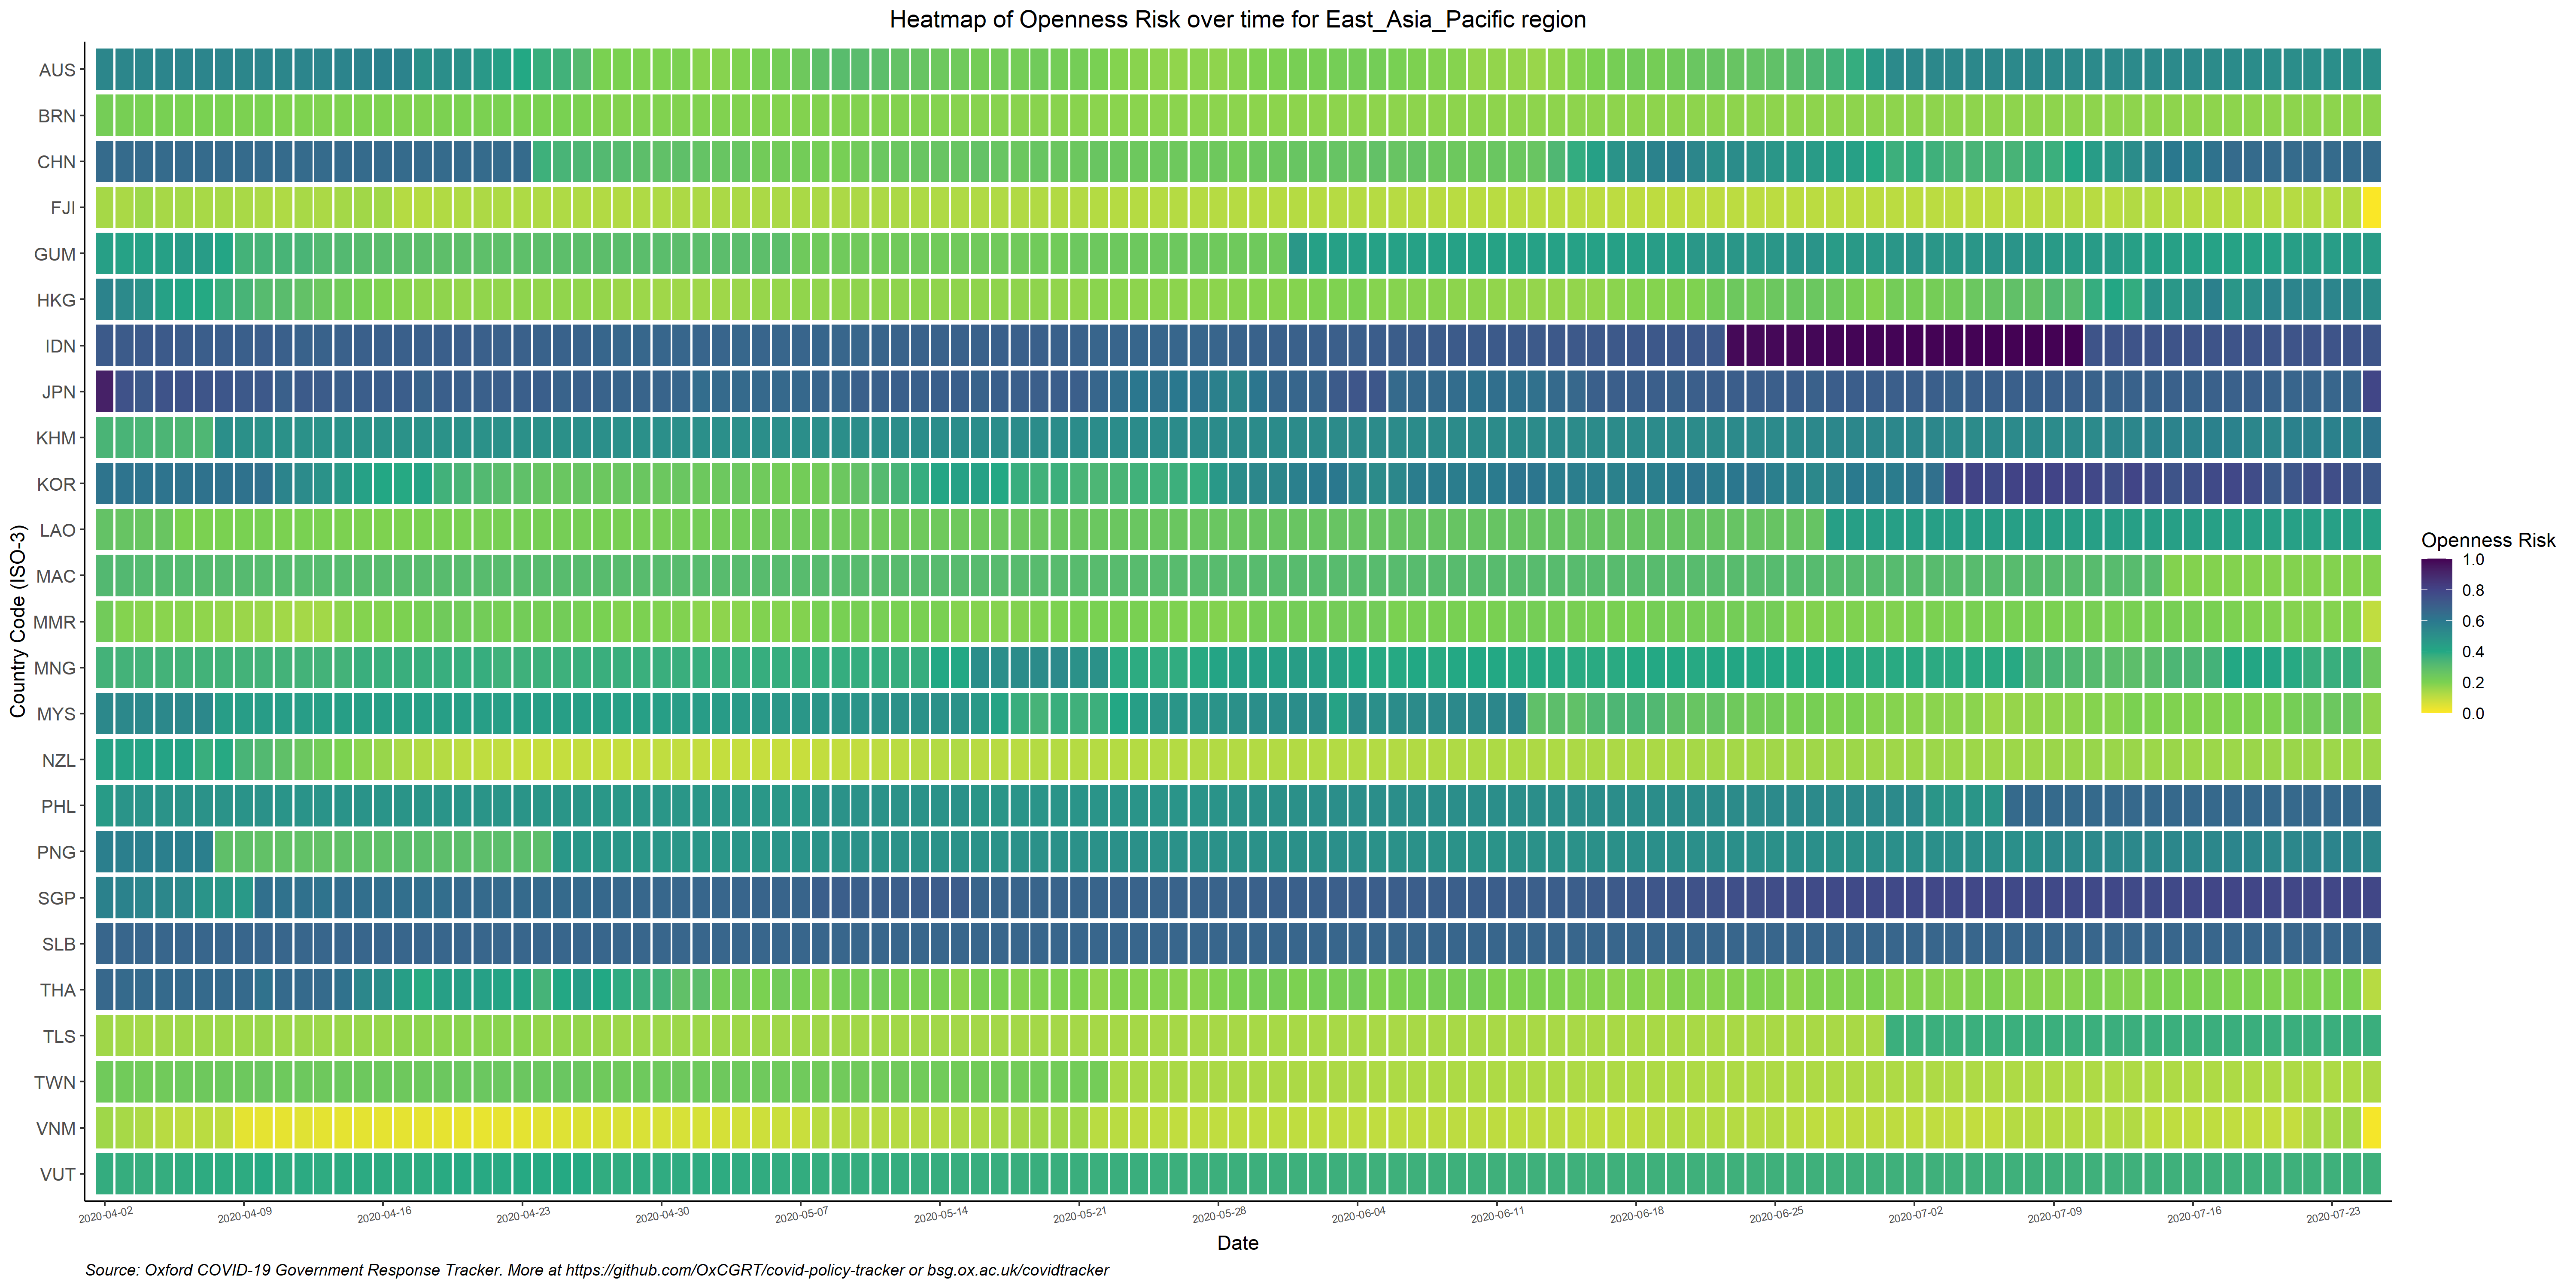 Heatmap of Openness Risk over time for East_Asia_Pacific region
Country Code (ISO-3)
AUS
BRN
CHN
FJI
GUM
HKG
IDN
JPN
KHM
KOR
LAO
MAC
MMR
MNG
MYS
NZL
PHL
PNG
SGP
SLB
THA
TLS
TWN
VNM
VUT
Openness Risk
1.0
0.8
0.6
0.4
0.2
0.0
2020-04-02 2020-04-09 2020-04-16 2020-04-23 2020-04-30 2020-05-07 2020-05-14 2020-05-21 2020-05-28 2020-06-04 2020-06-11 2020-06-18 2020-06-25 2020-07-02 2020-07-09 2020-07-16 2020-07-23
Date
Source: Oxford COVID-19 Government Response Tracker. More at https://github.com/OxCGRT/covid-policy-tracker or bsg.ox.ac.uk/covidtracker